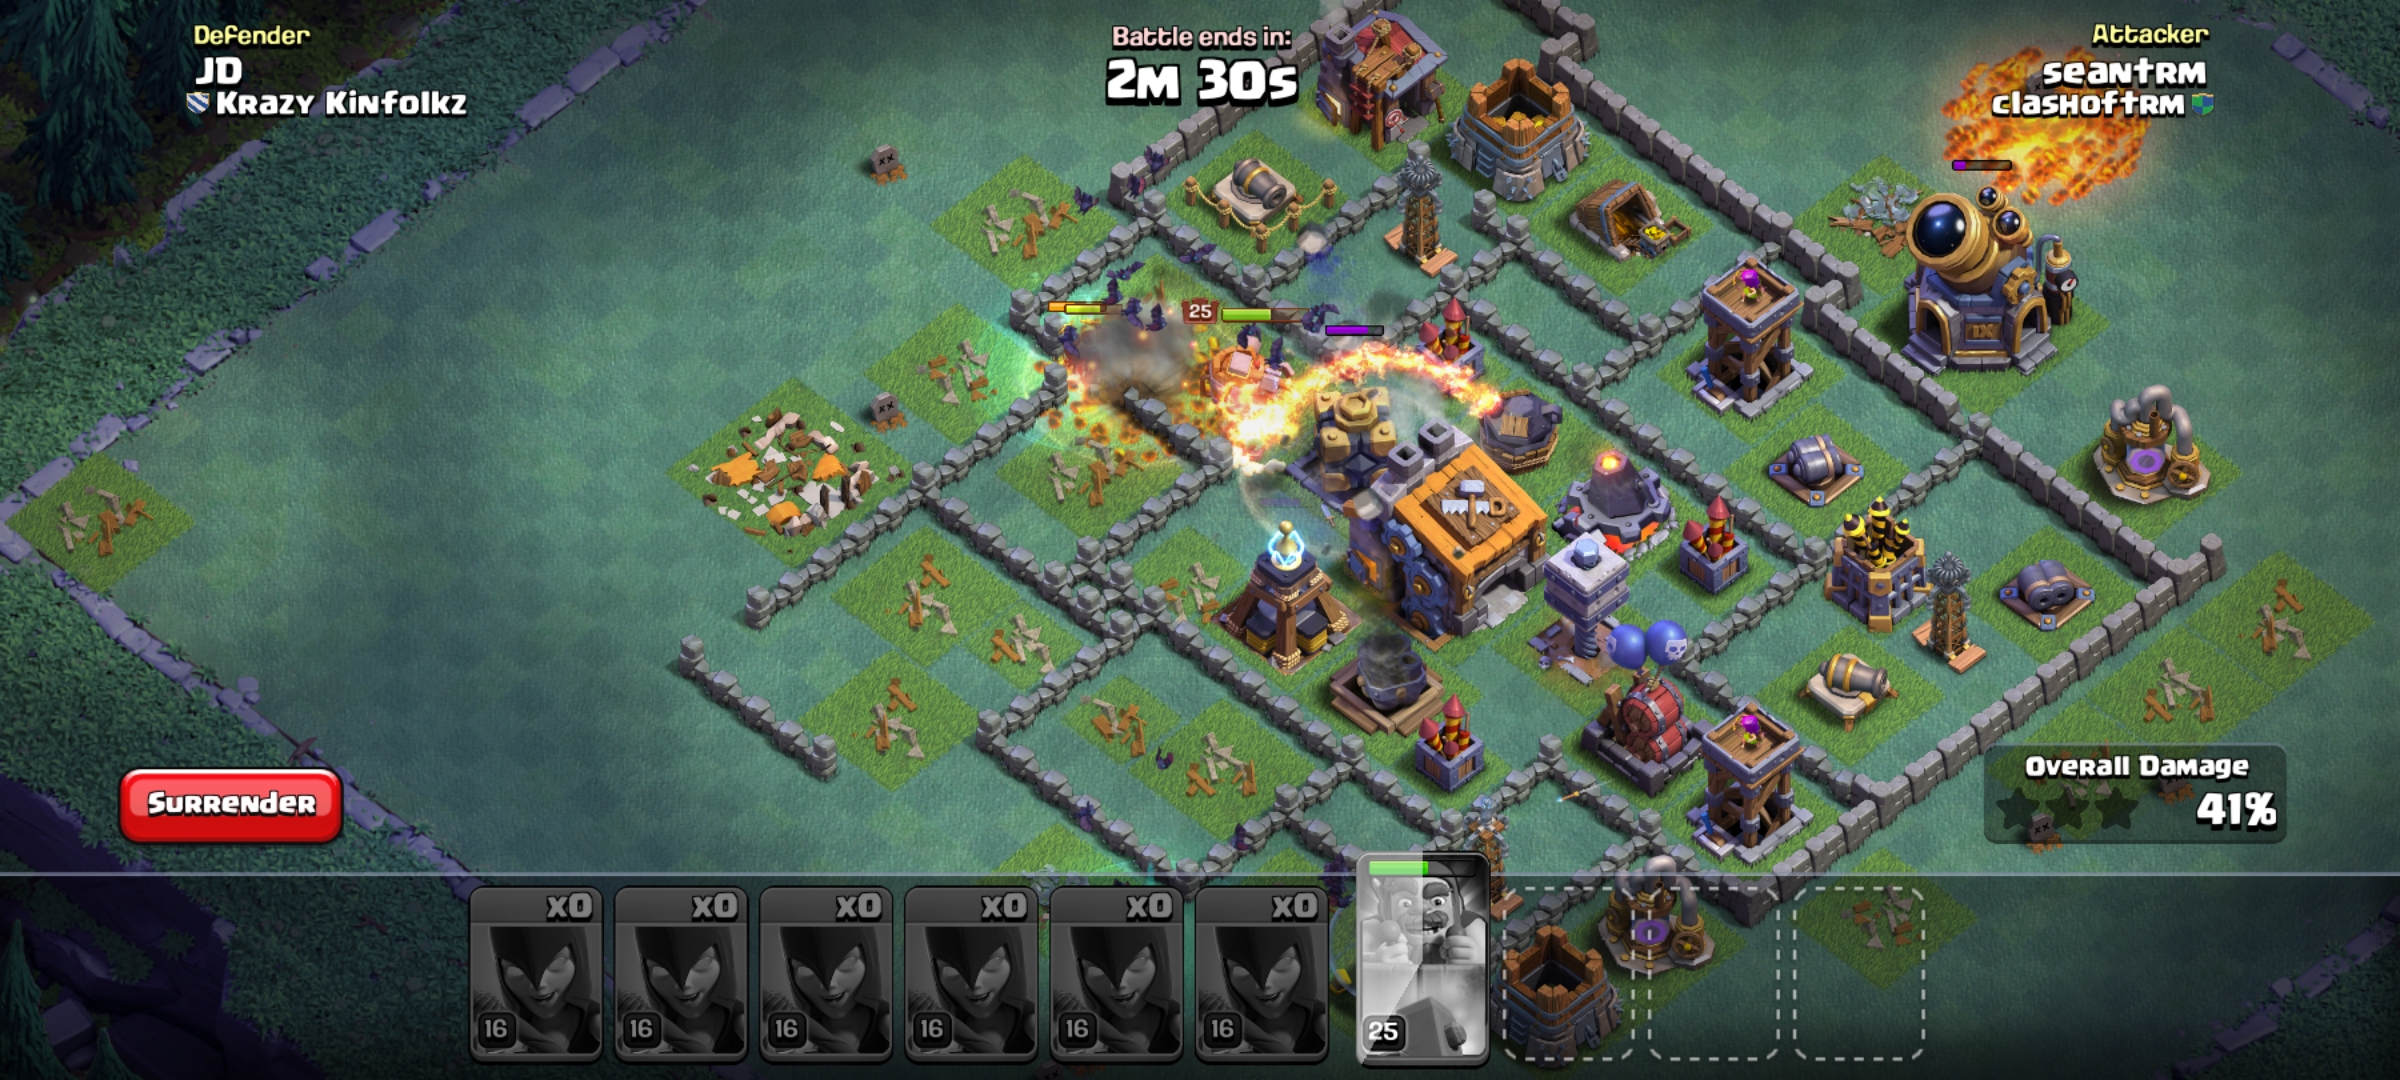 Defender
JD
Krazy Kinfolkz
Battle ends in:
2M 30s
Attacker
seantRM
clashoftRM
25
IX
Surrender
Overall Damage
41%
x0
x0
x0
x0
x0
x0
16
16
16
16
16
16
25